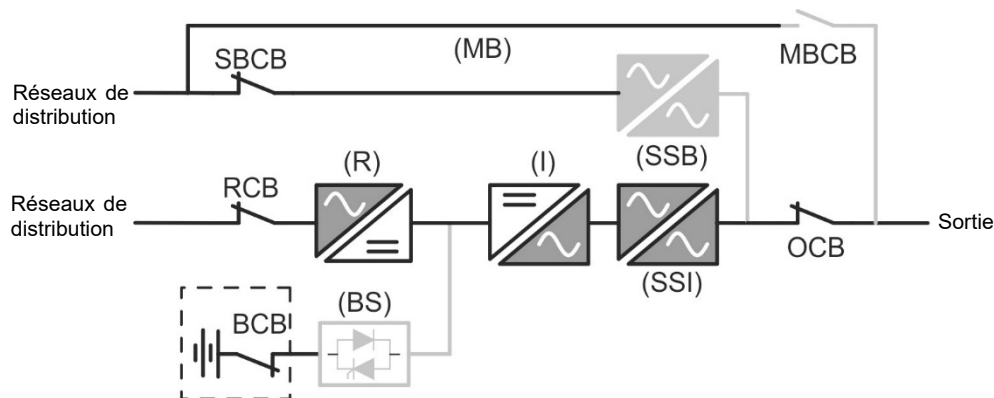 (MB)
MBCB
SBCB
Réseaux de
distribution
(SSB)
(R)
(I)
RCB
Réseaux de
distribution
Sortie
OCB
(SSI)
(BS)
BCB